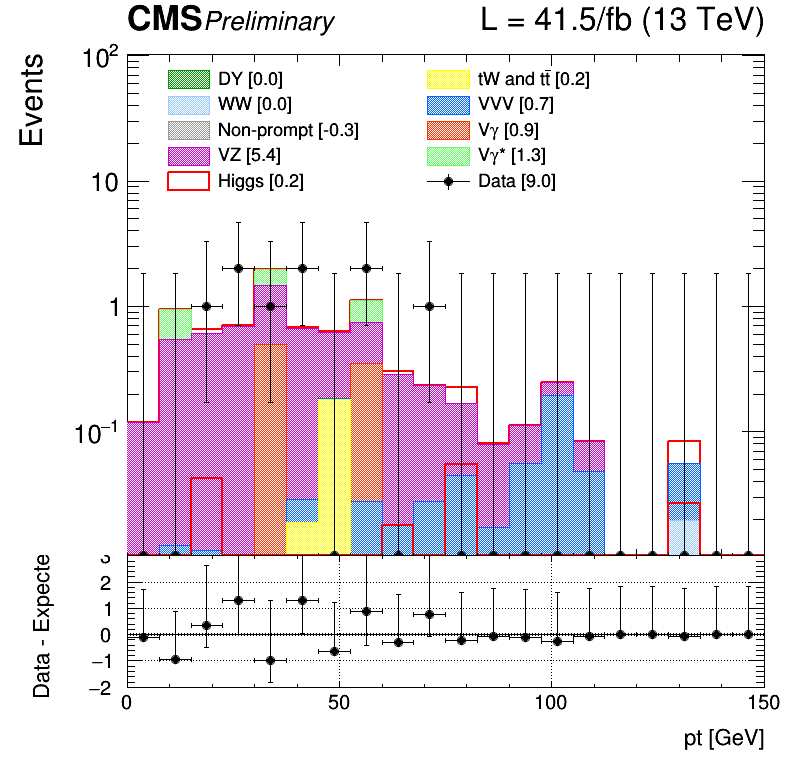 CMS Preliminary L = 41.5/fb (13 TeV)
Events
10²
10
1
10⁻¹
DY [0.0]
WW [0.0]
Non-prompt [-0.3]
VZ [5.4]
Higgs [0.2]
tW and tt̄ [0.2]
VVV [0.7]
Vγ [0.9]
Vγ* [1.3]
Data [9.0]
Data - Expecte
3
2
1
0
−1
−2
0 50 100 150
pt [GeV]